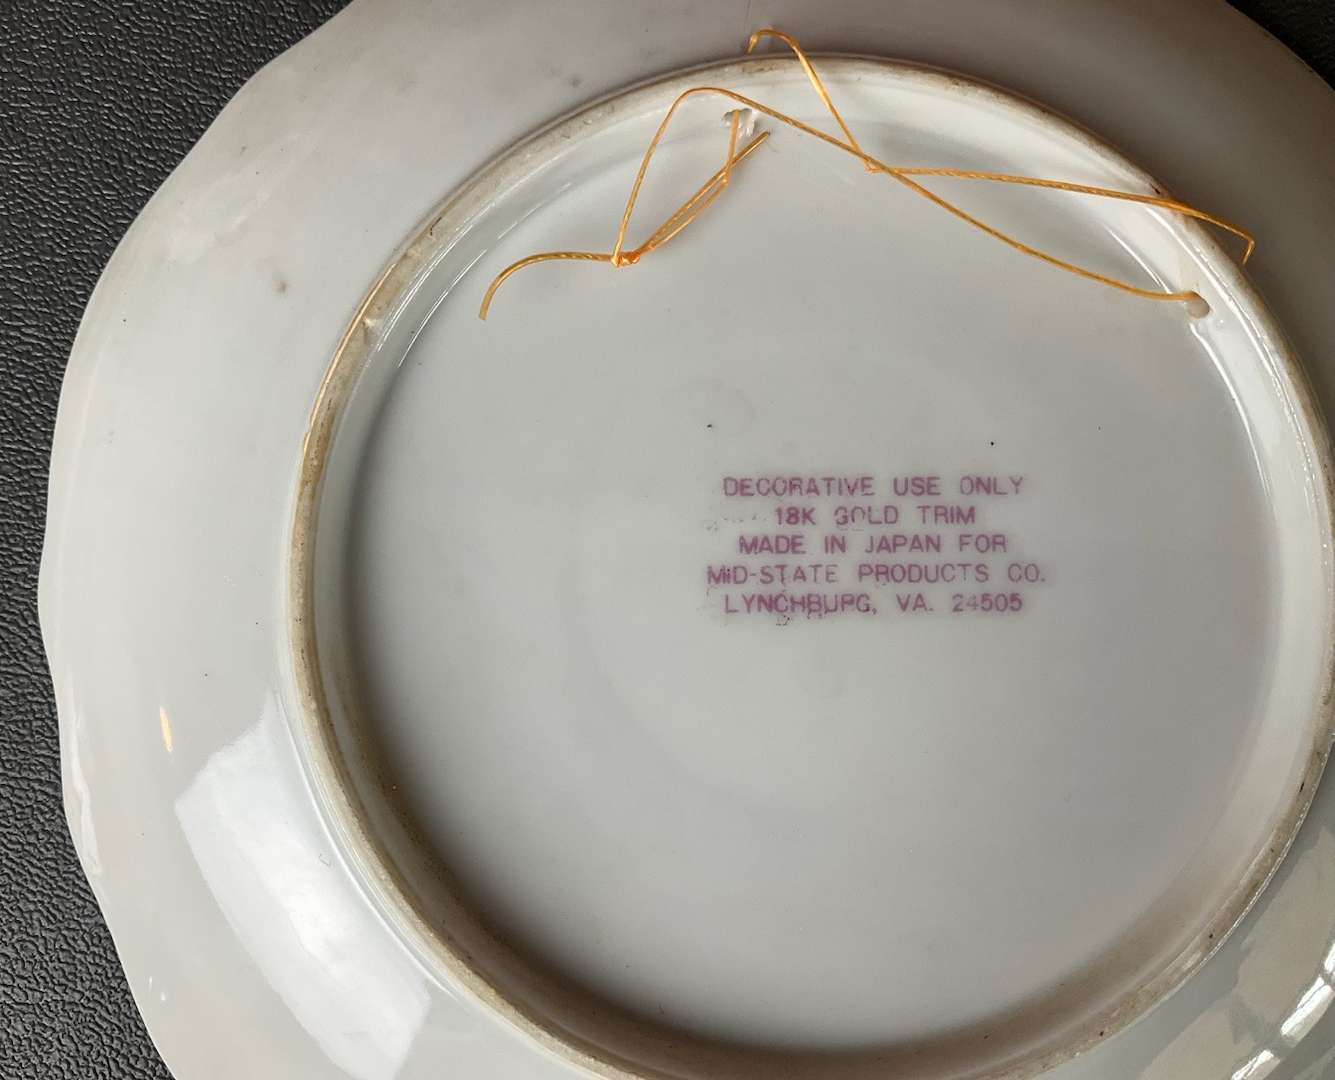 DECORATIVE USE ONLY
18K GOLD TRIM
MADE IN JAPAN FOR
MID-STATE PRODUCTS CO.
LYNCHBURG, VA. 24505